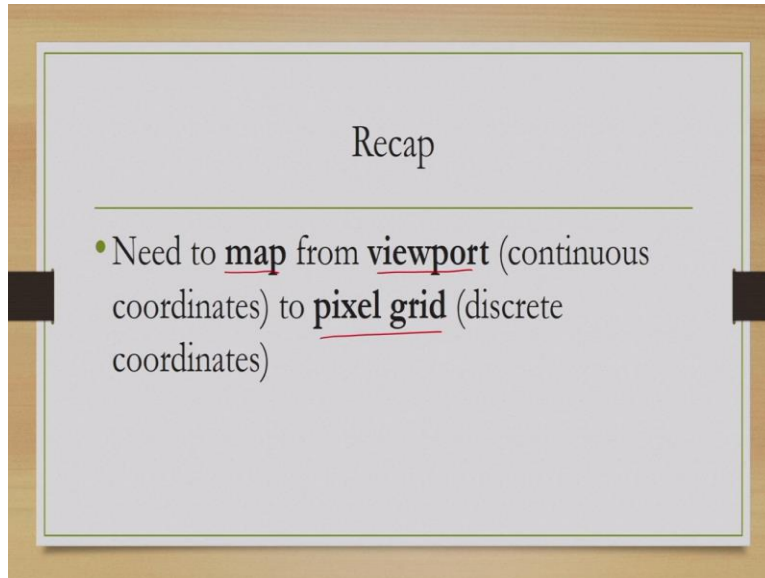 Recap
• Need to map from viewport (continuous
coordinates) to pixel grid (discrete
coordinates)